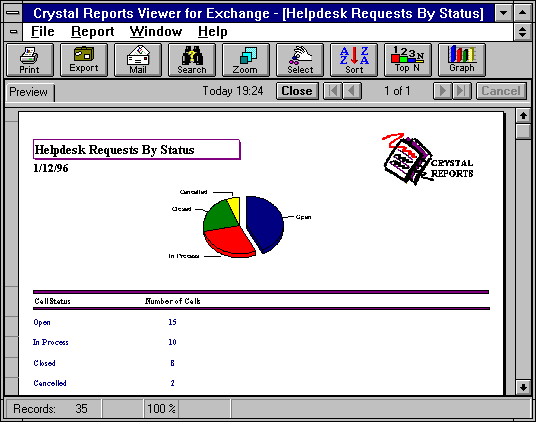 Crystal Reports Viewer for Exchange - [Helpdesk Requests By Status]
File Report Window Help
Print Export Mail Search Zoom Select Sort Top N Graph
Preview Today 19:24 Close 1 of 1 Cancel
Helpdesk Requests By Status
1/12/96
CRYSTAL
REPORTS
Cancelled
Closed
Open
In Process
Call Status Number of Calls
Open 15
In Process 10
Closed 8
Cancelled 2
Records: 35 100 %